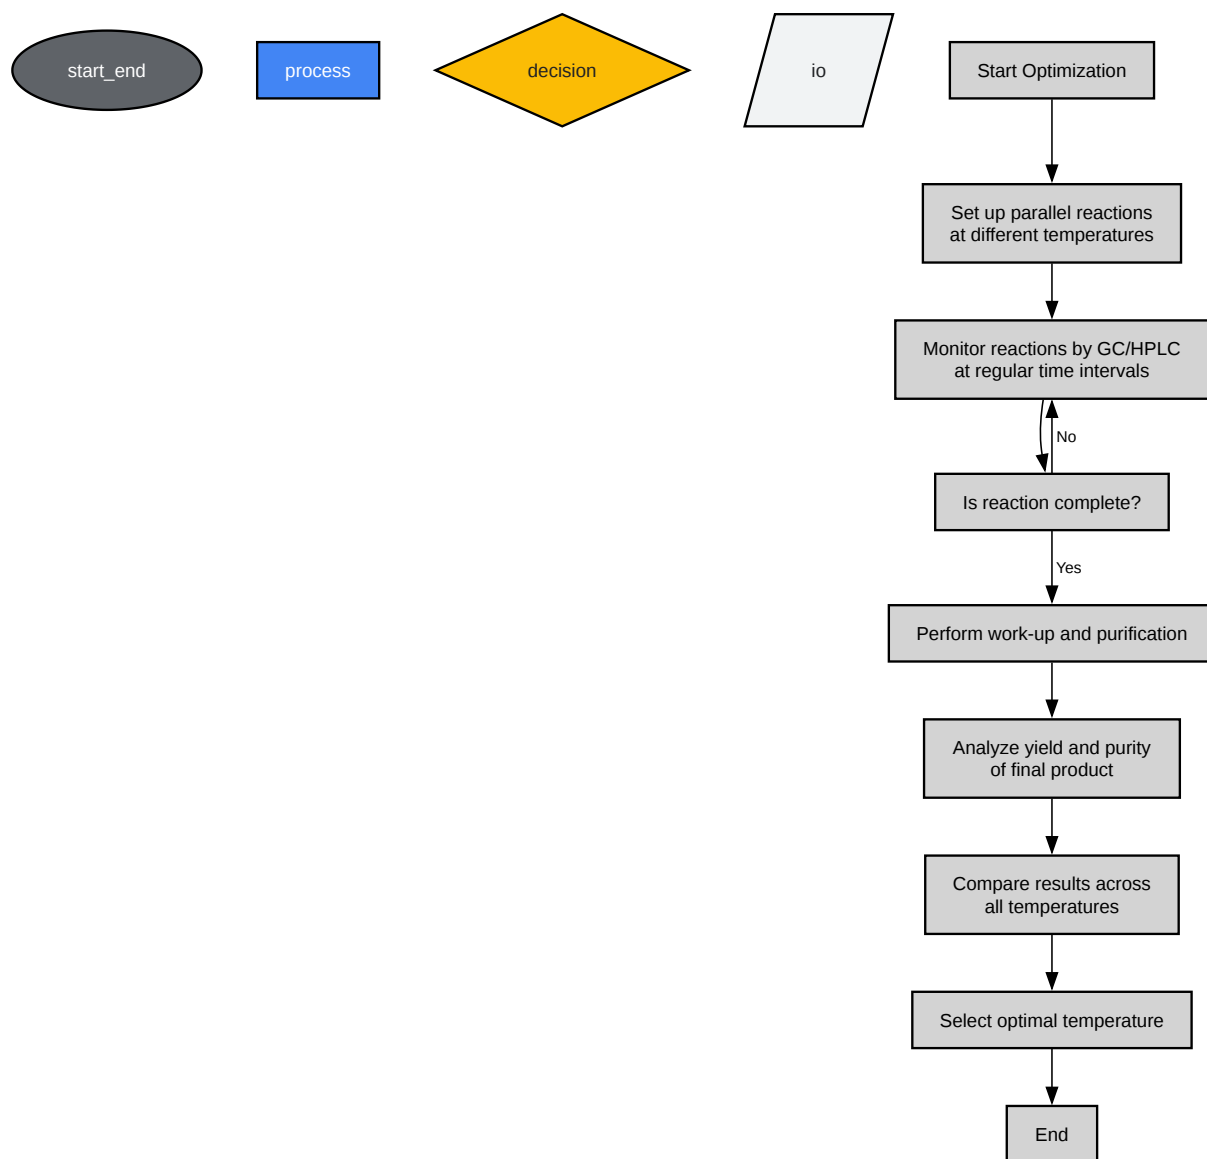 start_end
process
decision
io
Start Optimization
Set up parallel reactions
at different temperatures
Monitor reactions by GC/HPLC
at regular time intervals
No
Is reaction complete?
Yes
Perform work-up and purification
Analyze yield and purity
of final product
Compare results across
all temperatures
Select optimal temperature
End